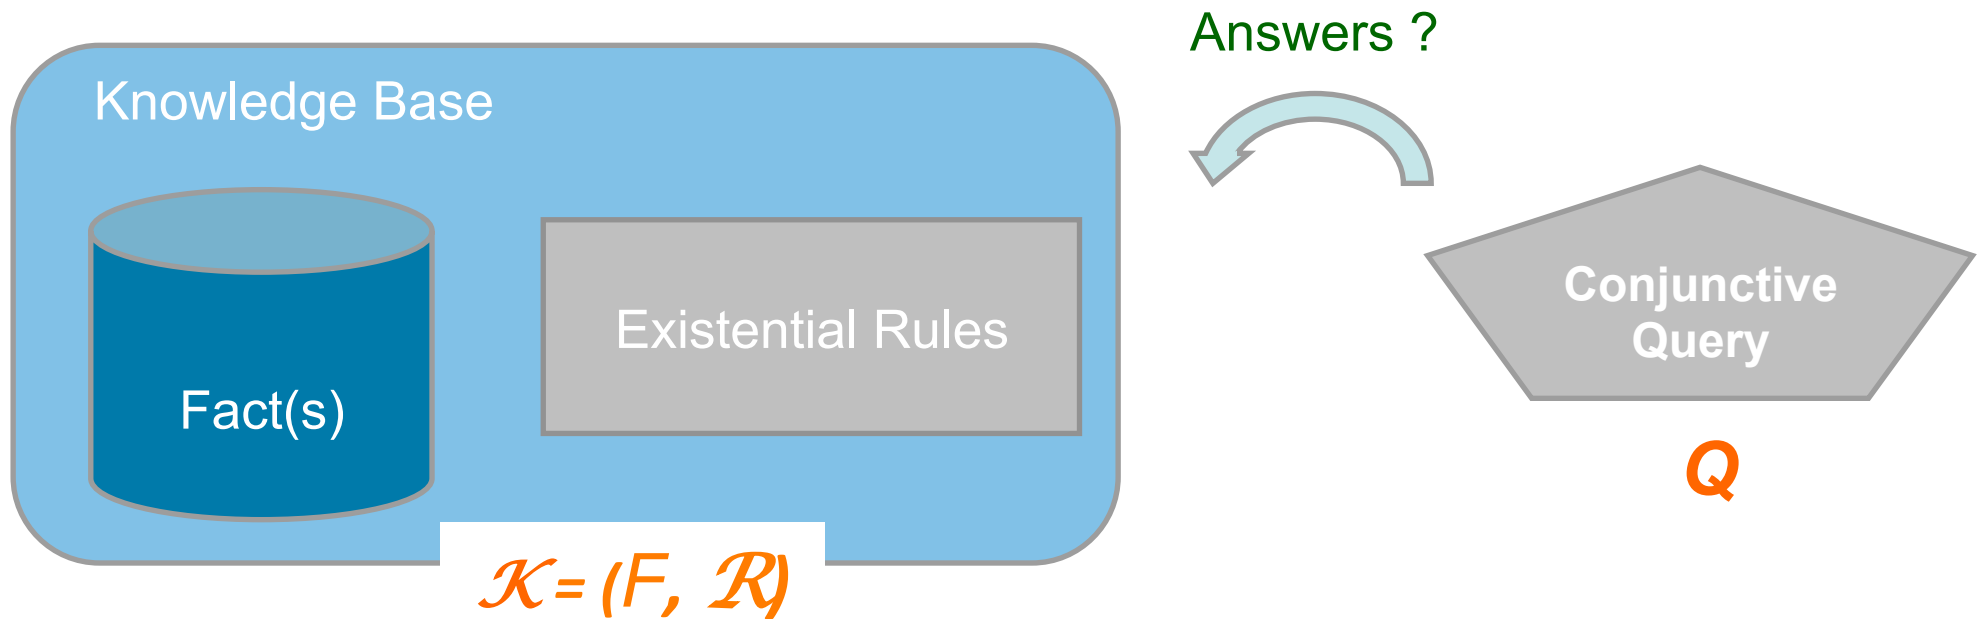 Answers ?
Knowledge Base
Existential Rules
Fact(s)
Conjunctive
Query
Q
𝒦 = (F, ℛ)